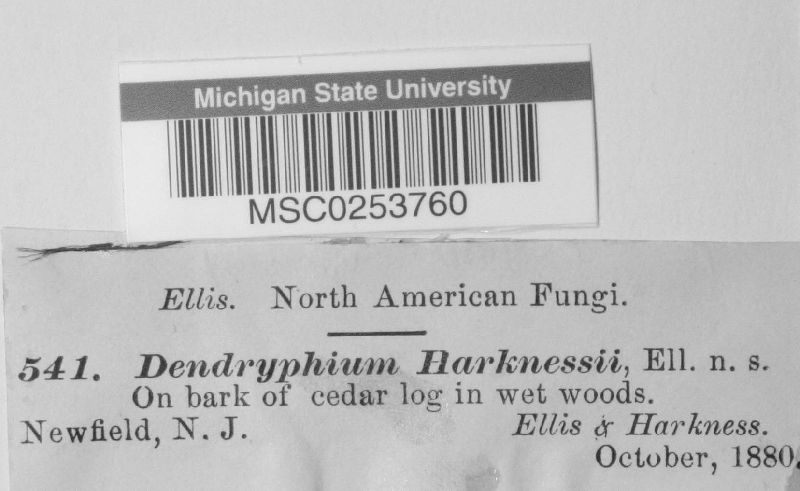 Michigan State University
MSC0253760
Ellis. North American Fungi.
541. Dendryphium Harknessii, Ell. n. s.
On bark of cedar log in wet woods.
Newfield, N. J. Ellis & Harkness.
October, 1880.